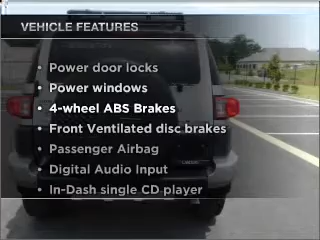 VEHICLE FEATURES
• Power door locks
• Power windows
• 4-wheel ABS Brakes
• Front Ventilated disc brakes
• Passenger Airbag
• Digital Audio Input
• In-Dash single CD player